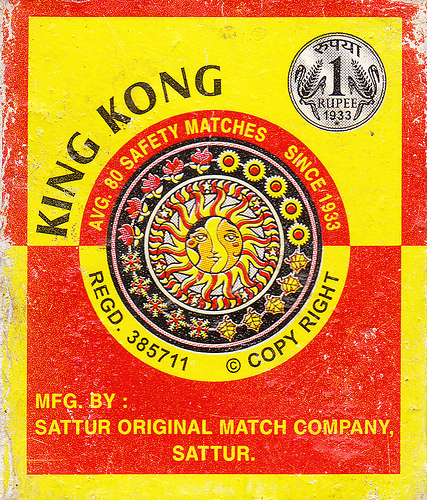 KING KONG
रुपया
1
RUPEE
1933
AVG. 80 SAFETY MATCHES SINCE 1933
REGD. 385711 © COPY RIGHT
MFG. BY :
SATTUR ORIGINAL MATCH COMPANY,
SATTUR.